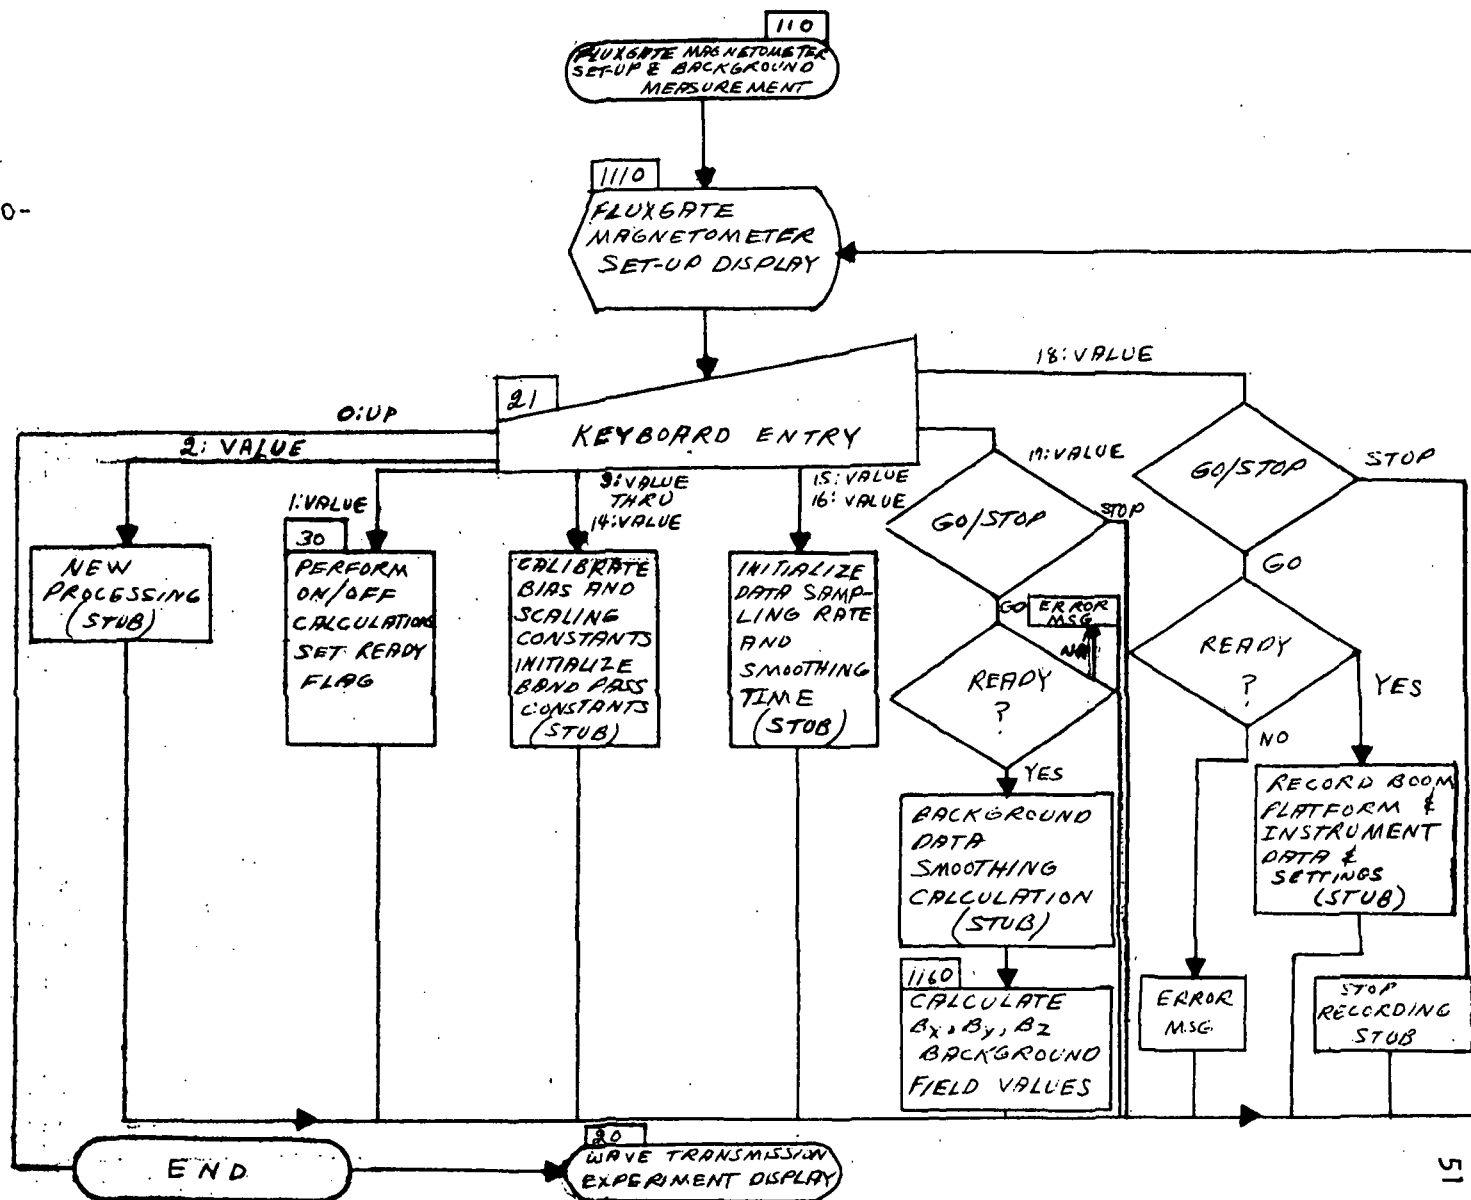 110
FLUXGATE MAGNETOMETER
SET-UP & BACKGROUND
MEASUREMENT
1110
FLUXGATE
MAGNETOMETER
SET-UP DISPLAY
0-
21
KEYBOARD ENTRY
0:UP
2: VALUE
1:VALUE
THRU
14:VALUE
15: VALUE
16: VALUE
17:VALUE
18:VALUE
NEW
PROCESSING
(STUB)
30
PERFORM
ON/OFF
CALCULATIONS
SET READY
FLAG
CALIBRATE
BIAS AND
SCALING
CONSTANTS
INITIALIZE
BAND PASS
CONSTANTS
(STUB)
INITIALIZE
DATA SAMP-
LING RATE
AND
SMOOTHING
TIME
(STUB)
GO/STOP
STOP
GO
ERROR
MSG
NO
READY
?
YES
BACKGROUND
DATA
SMOOTHING
CALCULATION
(STUB)
1160
CALCULATE
Bx, By, Bz
BACKGROUND
FIELD VALUES
GO/STOP
STOP
GO
READY
?
YES
NO
RECORD BOOM
PLATFORM &
INSTRUMENT
DATA &
SETTINGS
(STUB)
ERROR
MSG
STOP
RECORDING
STUB
END
20
WAVE TRANSMISSION
EXPERIMENT DISPLAY
51